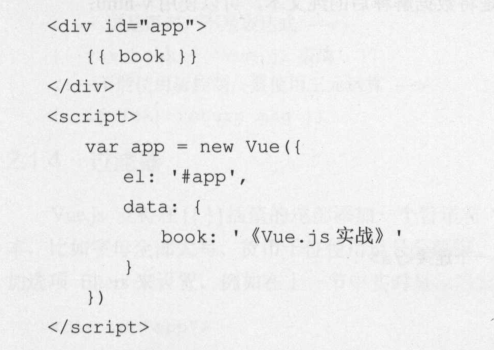 <div id="app">
    {{ book }}
</div>
<script>
    var app = new Vue({
        el: '#app',
        data: {
            book: '《Vue.js 实战》'
        }
    })
</script>